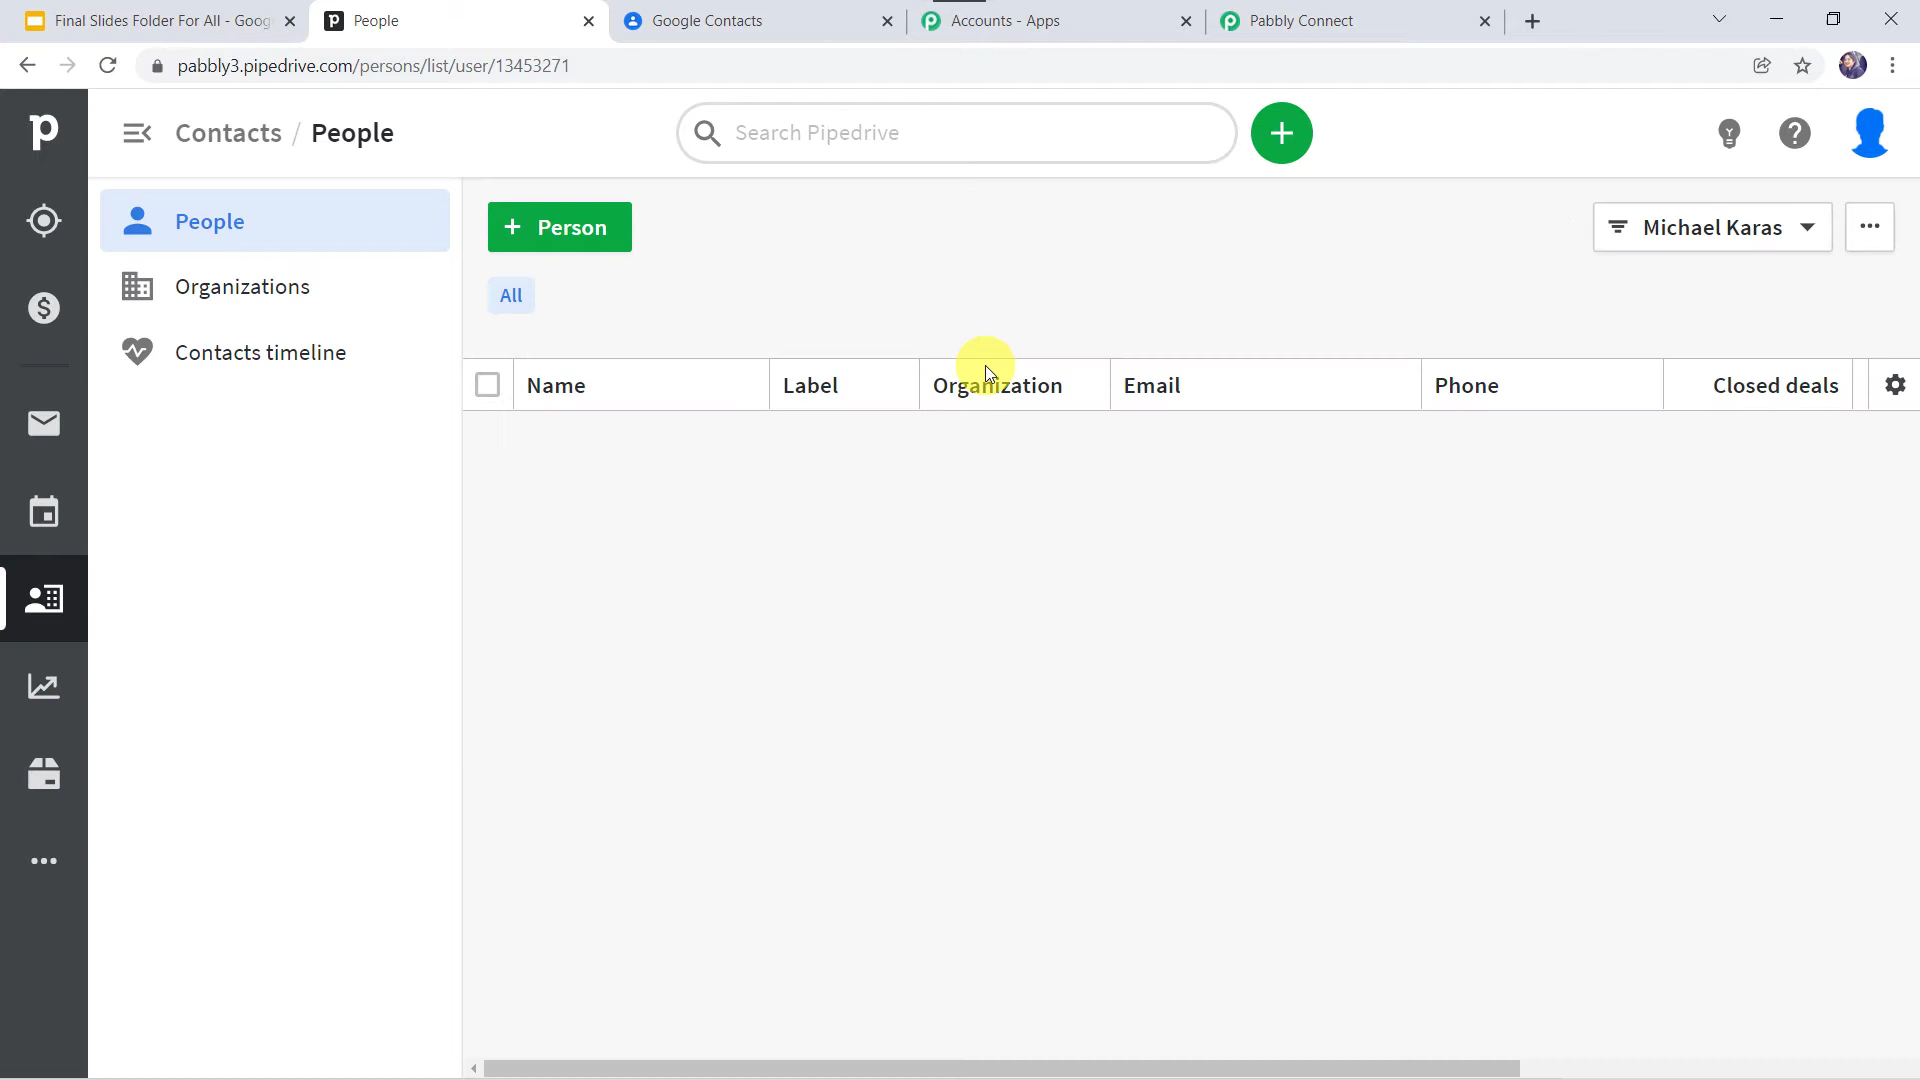 Final Slides Folder For All - Goog
People
Google Contacts
Accounts - Apps
Pabbly Connect
pabbly3.pipedrive.com/persons/list/user/13453271
Contacts / People
Search Pipedrive
People
Organizations
Contacts timeline
+ Person
Michael Karas
All
Name
Label
Organization
Email
Phone
Closed deals